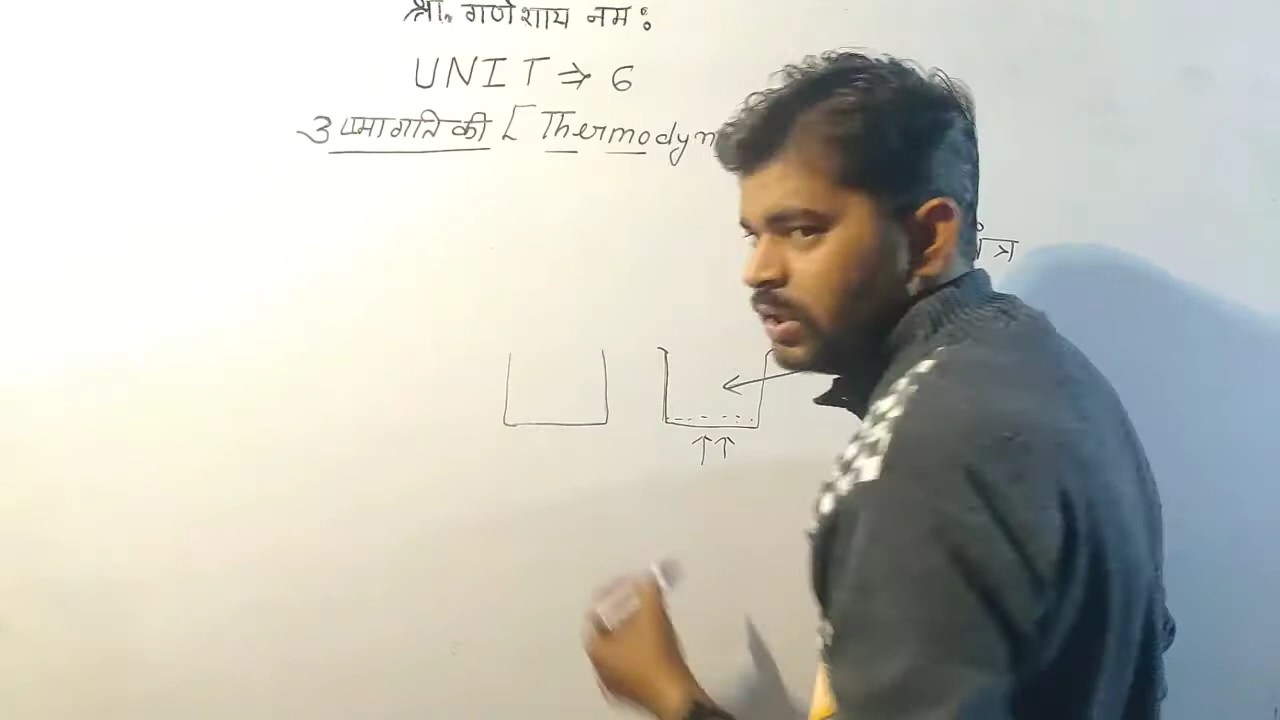 श्री. गणेशाय नमः
UNIT ⇒ 6
ऊष्मागतिकी [ Thermodyn